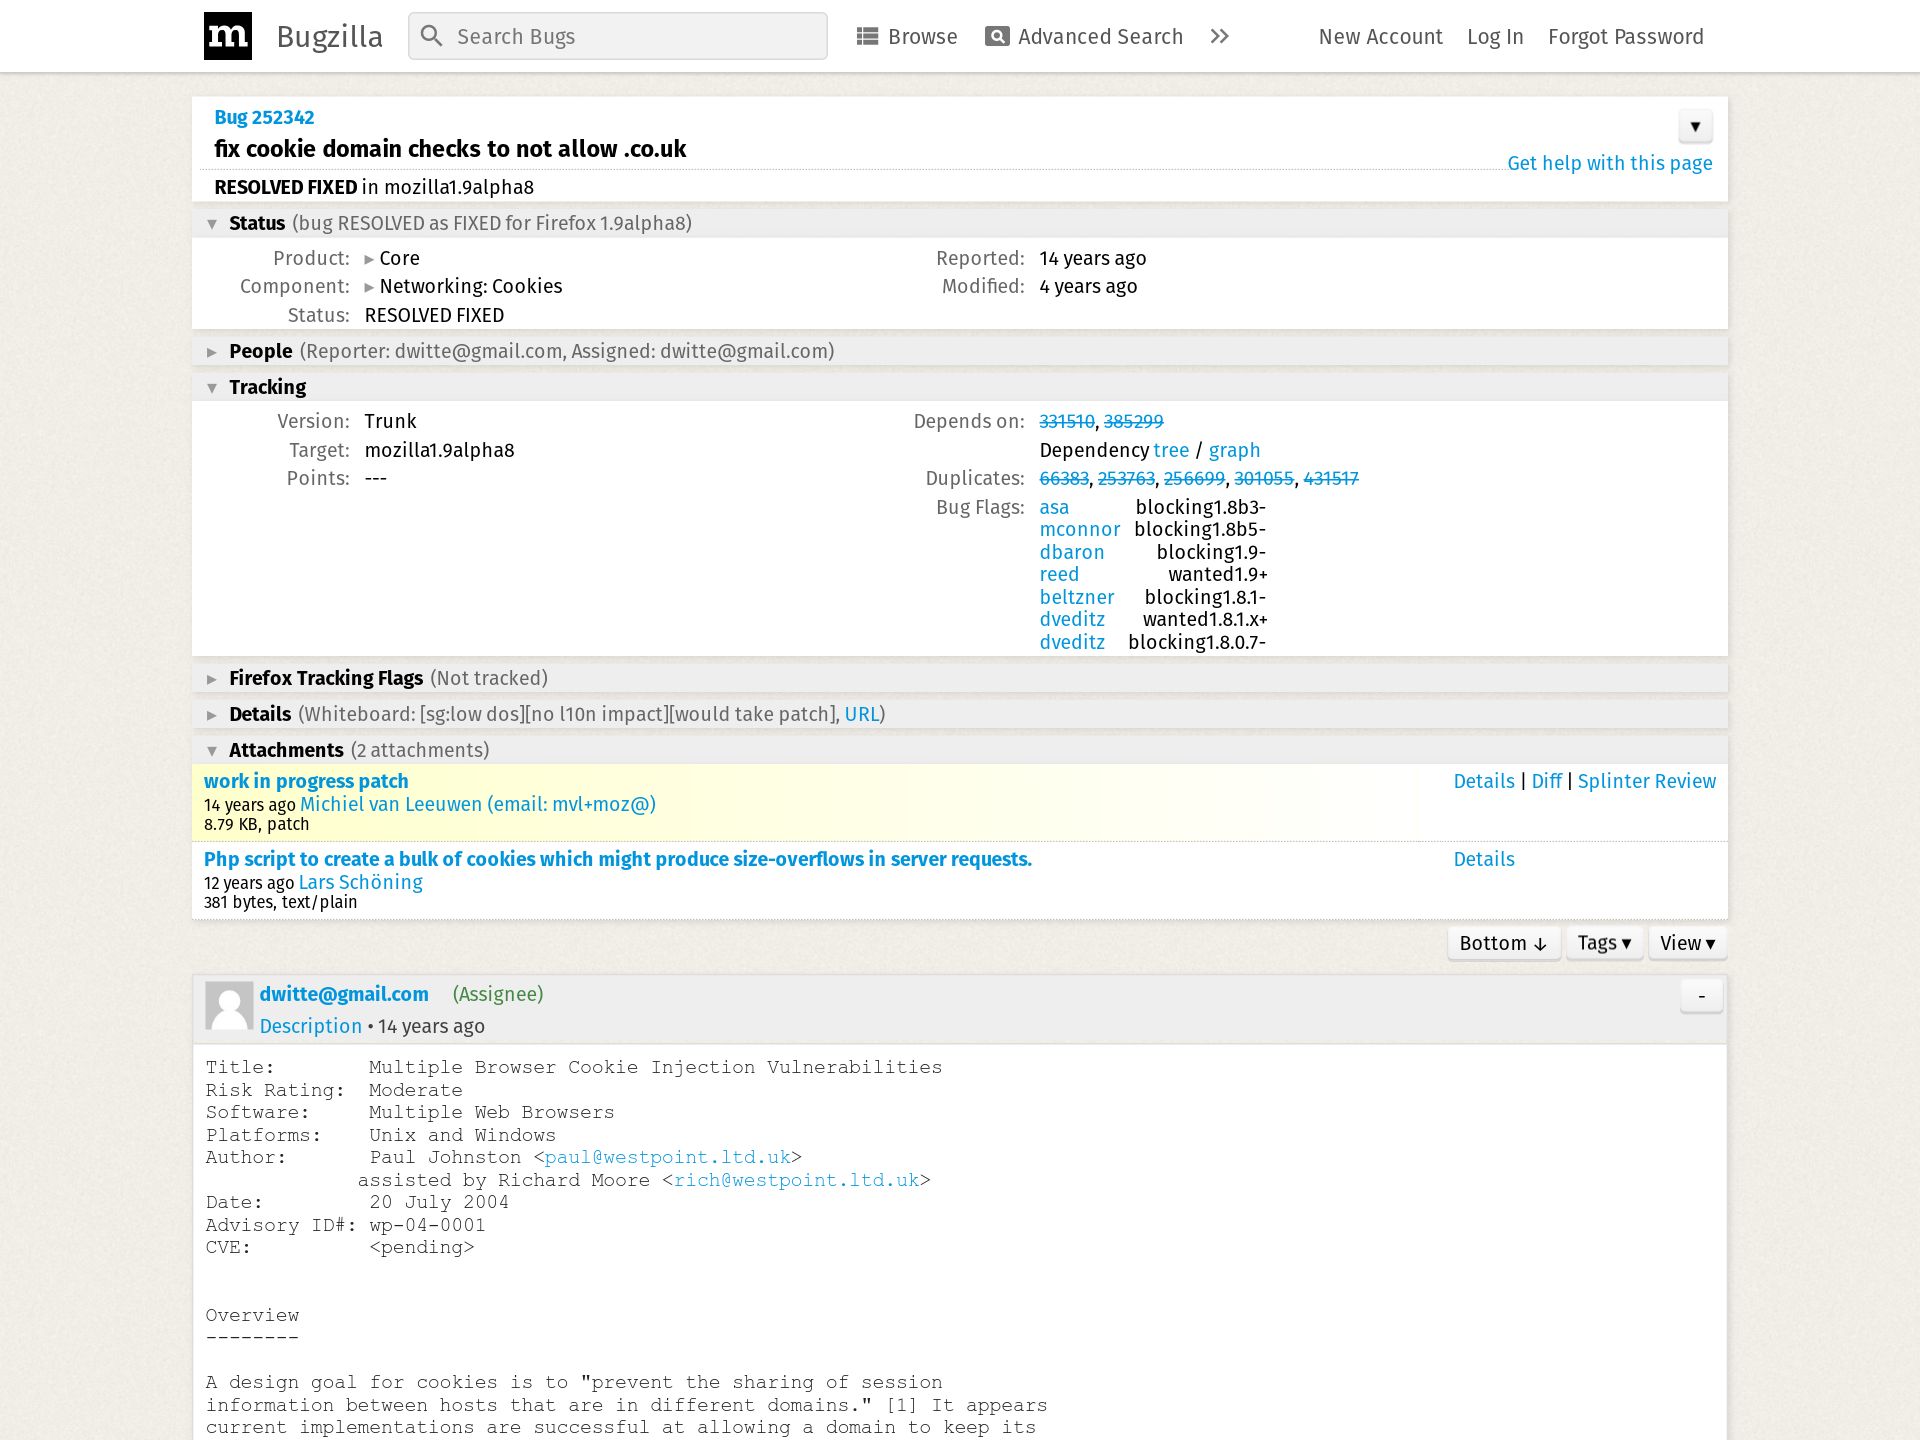 m Bugzilla Search Bugs Browse Advanced Search New Account Log In Forgot Password
Bug 252342
▼
fix cookie domain checks to not allow .co.uk
Get help with this page
RESOLVED FIXED in mozilla1.9alpha8
▼ Status (bug RESOLVED as FIXED for Firefox 1.9alpha8)
Product: ▶ Core Reported: 14 years ago
Component: ▶ Networking: Cookies Modified: 4 years ago
Status: RESOLVED FIXED
▶ People (Reporter: dwitte@gmail.com, Assigned: dwitte@gmail.com)
▼ Tracking
Version: Trunk Depends on: 331510, 385299
Target: mozilla1.9alpha8 Dependency tree / graph
Points: --- Duplicates: 66383, 253763, 256699, 301055, 431517
Bug Flags: asa blocking1.8b3-
mconnor blocking1.8b5-
dbaron blocking1.9-
reed wanted1.9+
beltzner blocking1.8.1-
dveditz wanted1.8.1.x+
dveditz blocking1.8.0.7-
▶ Firefox Tracking Flags (Not tracked)
▶ Details (Whiteboard: [sg:low dos][no l10n impact][would take patch], URL)
▼ Attachments (2 attachments)
work in progress patch Details | Diff | Splinter Review
14 years ago Michiel van Leeuwen (email: mvl+moz@)
8.79 KB, patch
Php script to create a bulk of cookies which might produce size-overflows in server requests. Details
12 years ago Lars Schöning
381 bytes, text/plain
Bottom ↓ Tags ▾ View ▾
dwitte@gmail.com (Assignee) -
Description • 14 years ago
Title: Multiple Browser Cookie Injection Vulnerabilities
Risk Rating: Moderate
Software: Multiple Web Browsers
Platforms: Unix and Windows
Author: Paul Johnston <paul@westpoint.ltd.uk>
assisted by Richard Moore <rich@westpoint.ltd.uk>
Date: 20 July 2004
Advisory ID#: wp-04-0001
CVE: <pending>
Overview
--------
A design goal for cookies is to "prevent the sharing of session
information between hosts that are in different domains." [1] It appears
current implementations are successful at allowing a domain to keep its